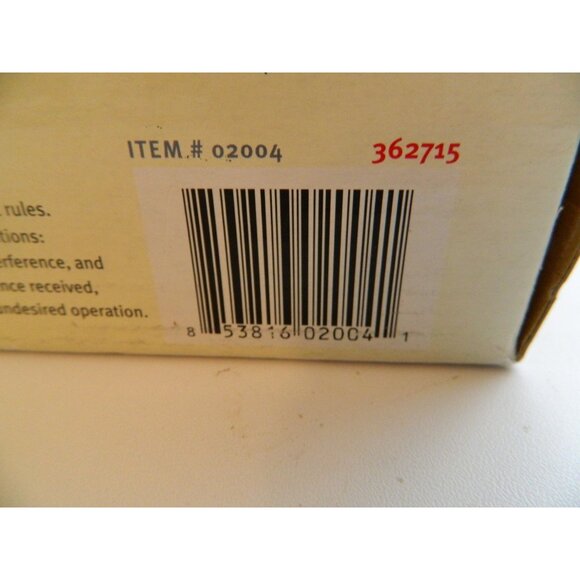 ITEM # 02004
362715
rules.
tions:
erference, and
nce received,
undesired operation.
8 53816 02004 1